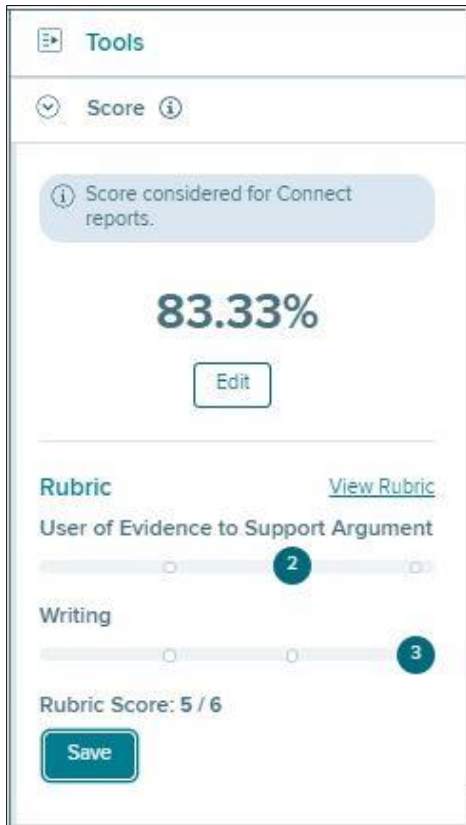 Tools
Score
Score considered for Connect
reports.
83.33%
Edit
Rubric View Rubric
User of Evidence to Support Argument
2
Writing
3
Rubric Score: 5 / 6
Save